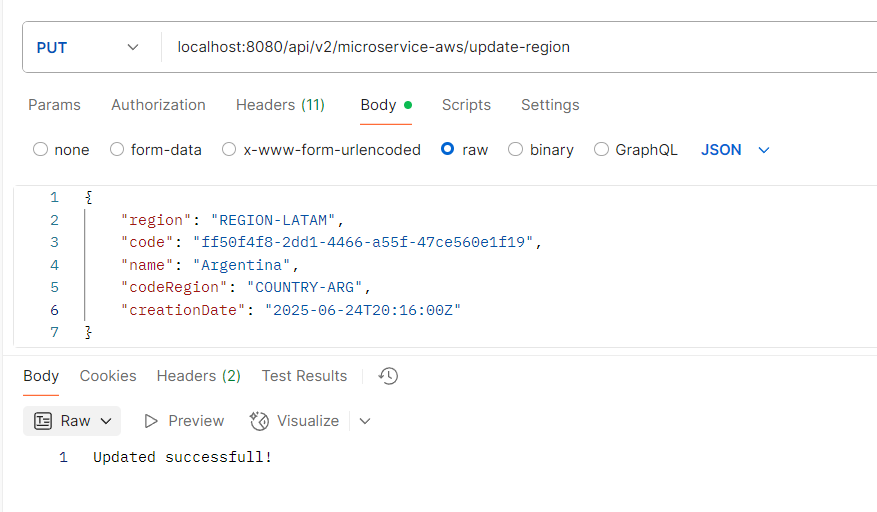 PUT localhost:8080/api/v2/microservice-aws/update-region
Params Authorization Headers (11) Body Scripts Settings
none form-data x-www-form-urlencoded raw binary GraphQL JSON
1 {
2 "region": "REGION-LATAM",
3 "code": "ff50f4f8-2dd1-4466-a55f-47ce560e1f19",
4 "name": "Argentina",
5 "codeRegion": "COUNTRY-ARG",
6 "creationDate": "2025-06-24T20:16:00Z"
7 }
Body Cookies Headers (2) Test Results
Raw Preview Visualize
1 Updated successfull!